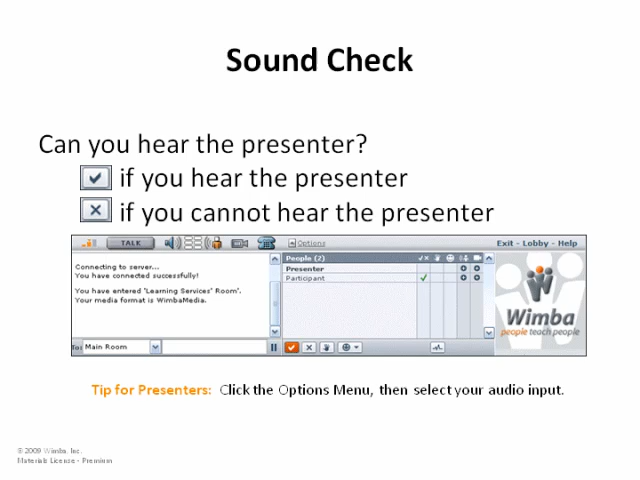 Sound Check
Can you hear the presenter?
if you hear the presenter
if you cannot hear the presenter
TALK
Options
Exit - Lobby - Help
Connecting to server...
You have connected successfully!
You have entered 'Learning Services' Room'.
Your media format is WimbaMedia.
To: Main Room
People (2)
Presenter
Participant
Wimba
people teach people
Tip for Presenters: Click the Options Menu, then select your audio input.
© 2009 Wimba, Inc.
Materials License - Premium